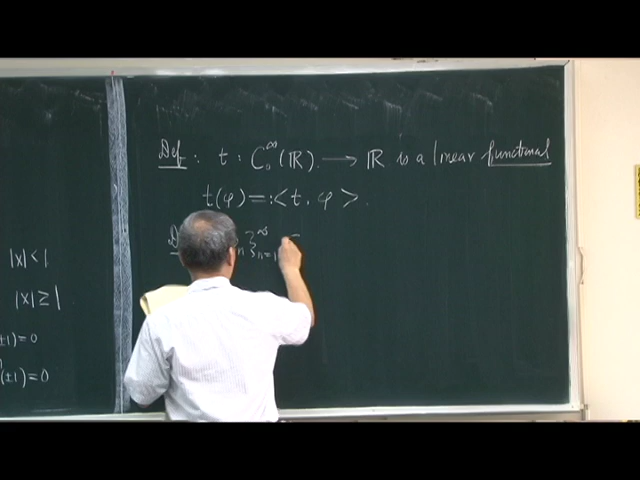 |x| < 1
|x| ≥ 1
±1) = 0
(±1) = 0
Def : t : C₀^∞ (ℝ). → ℝ is a linear functional
t(φ) =: < t, φ > .
n }_{n=1}^∞